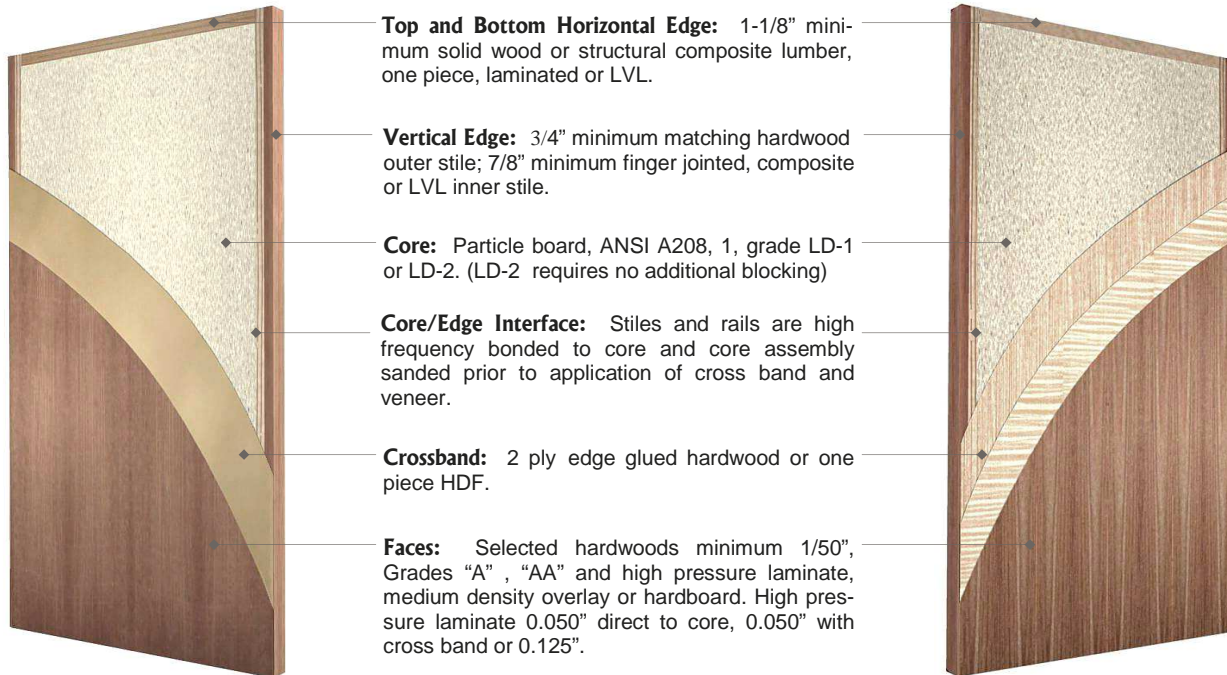 Top and Bottom Horizontal Edge: 1-1/8” mini-
mum solid wood or structural composite lumber,
one piece, laminated or LVL.
Vertical Edge: 3/4” minimum matching hardwood
outer stile; 7/8” minimum finger jointed, composite
or LVL inner stile.
Core: Particle board, ANSI A208, 1, grade LD-1
or LD-2. (LD-2 requires no additional blocking)
Core/Edge Interface: Stiles and rails are high
frequency bonded to core and core assembly
sanded prior to application of cross band and
veneer.
Crossband: 2 ply edge glued hardwood or one
piece HDF.
Faces: Selected hardwoods minimum 1/50”,
Grades “A” , “AA” and high pressure laminate,
medium density overlay or hardboard. High pres-
sure laminate 0.050” direct to core, 0.050” with
cross band or 0.125”.